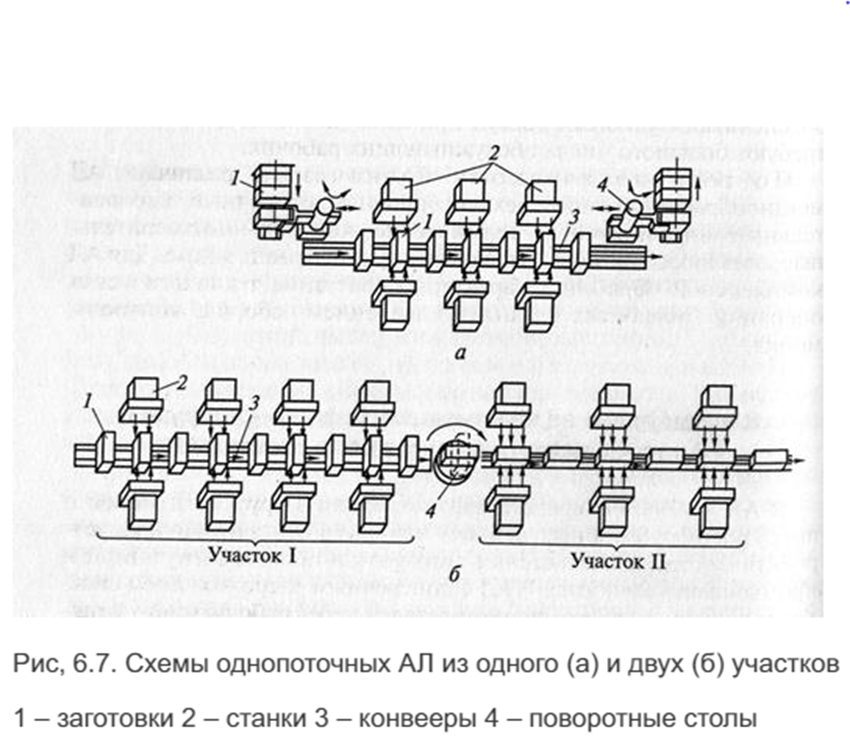 1
2
1
3
4
а
1
2
3
4
Участок I
Участок II
б
Рис, 6.7. Схемы однопоточных АЛ из одного (а) и двух (б) участков
1 – заготовки 2 – станки 3 – конвееры 4 – поворотные столы